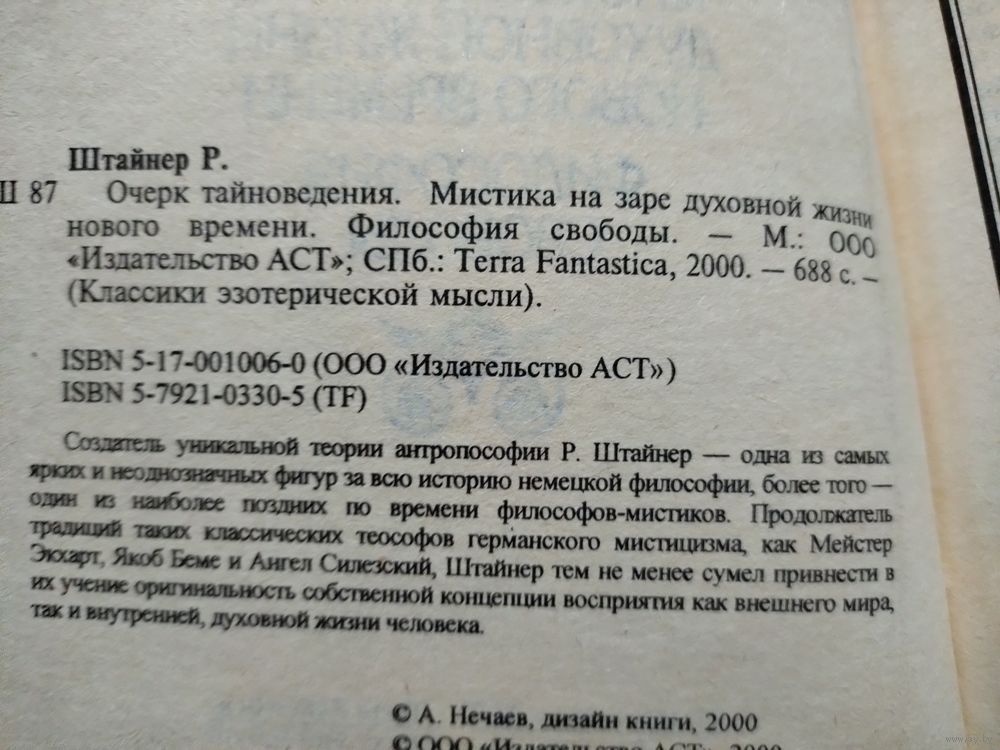 Штайнер Р.
Ш 87 Очерк тайноведения. Мистика на заре духовной жизни
нового времени. Философия свободы. — М.: ООО
«Издательство АСТ»; СПб.: Terra Fantastica, 2000. — 688 с. –
(Классики эзотерической мысли).
ISBN 5-17-001006-0 (ООО «Издательство АСТ»)
ISBN 5-7921-0330-5 (TF)
Создатель уникальной теории антропософии Р. Штайнер — одна из самых
ярких и неоднозначных фигур за всю историю немецкой философии, более того —
один из наиболее поздних по времени философов-мистиков. Продолжатель
традиций таких классических теософов германского мистицизма, как Мейстер
Экхарт, Якоб Беме и Ангел Силезский, Штайнер тем не менее сумел привнести в
их учение оригинальность собственной концепции восприятия как внешнего мира,
так и внутренней, духовной жизни человека.
© А. Нечаев, дизайн книги, 2000
© ООО «Издательство АСТ», 2000